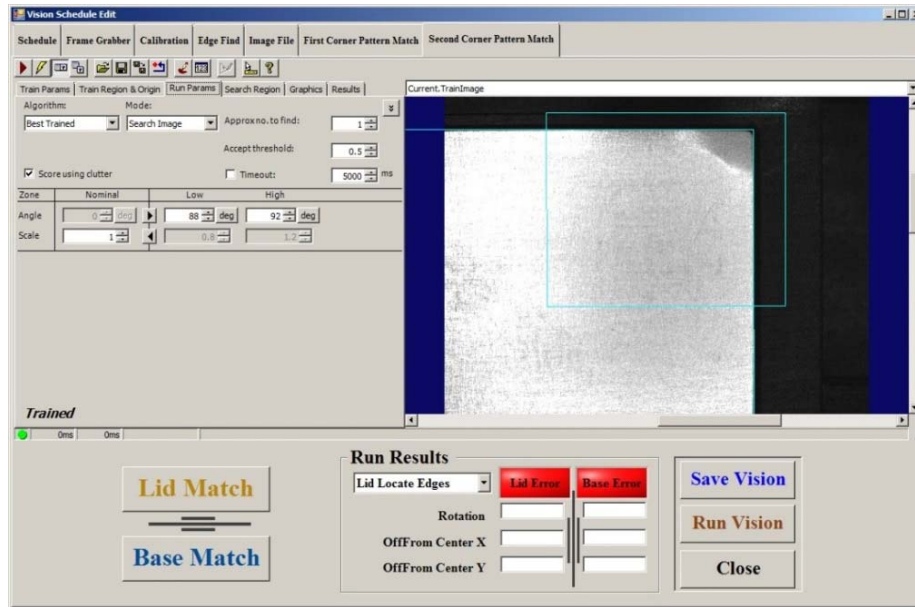 Vision Schedule Edit
Schedule Frame Grabber Calibration Edge Find Image File First Corner Pattern Match Second Corner Pattern Match
Train Params Train Region & Origin Run Params Search Region Graphics Results
Current.TrainImage
Algorithm: Mode:
Best Trained Search Image Approx no. to find: 1
Accept threshold: 0.5
Score using clutter Timeout: 5000 ms
Zone Nominal Low High
Angle 0 deg 88 deg 92 deg
Scale 1 0.8 1.2
Trained
0ms 0ms
Lid Match
Base Match
Run Results
Lid Locate Edges Lid Error Base Error
Rotation
OffFrom Center X
OffFrom Center Y
Save Vision
Run Vision
Close